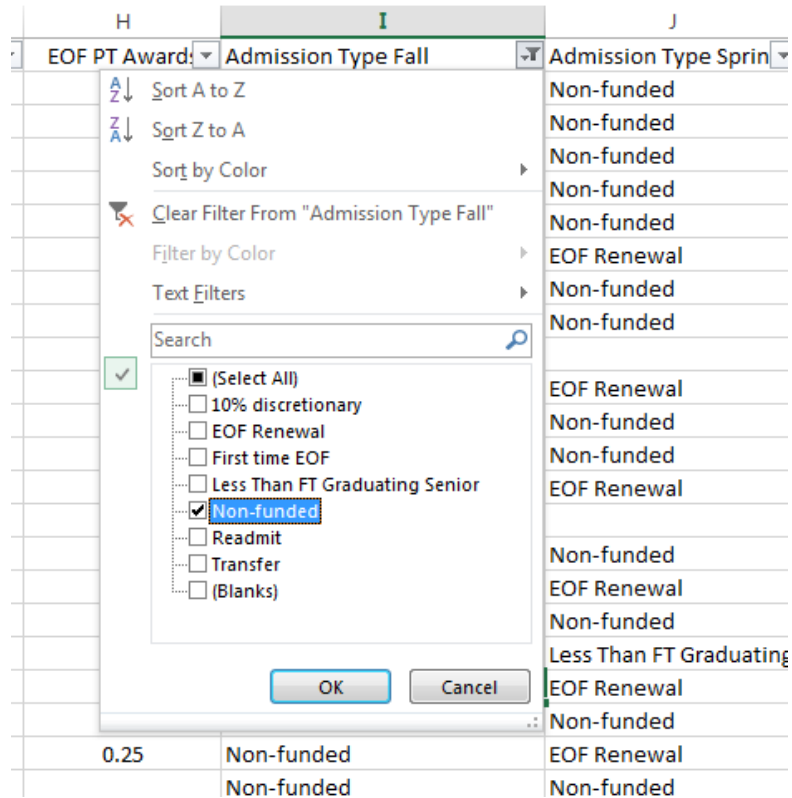 H I J
EOF PT Award: Admission Type Fall Admission Type Sprin
Sort A to Z
Sort Z to A
Sort by Color
Clear Filter From "Admission Type Fall"
Filter by Color
Text Filters
Search
(Select All)
10% discretionary
EOF Renewal
First time EOF
Less Than FT Graduating Senior
Non-funded
Readmit
Transfer
(Blanks)
OK Cancel
Non-funded
Non-funded
Non-funded
Non-funded
Non-funded
EOF Renewal
Non-funded
Non-funded
EOF Renewal
Non-funded
Non-funded
EOF Renewal
Non-funded
EOF Renewal
Non-funded
Less Than FT Graduating
EOF Renewal
Non-funded
0.25 Non-funded EOF Renewal
Non-funded Non-funded